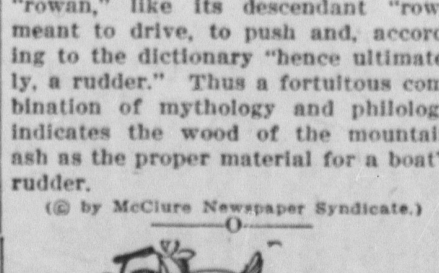 "rowan," like its descendant "row
meant to drive, to push and, accord
ing to the dictionary "hence ultimate
ly, a rudder." Thus a fortuitous com
bination of mythology and philolog
indicates the wood of the mountai
ash as the proper material for a boat'
rudder.
(© by McClure Newspaper Syndicate.)
O